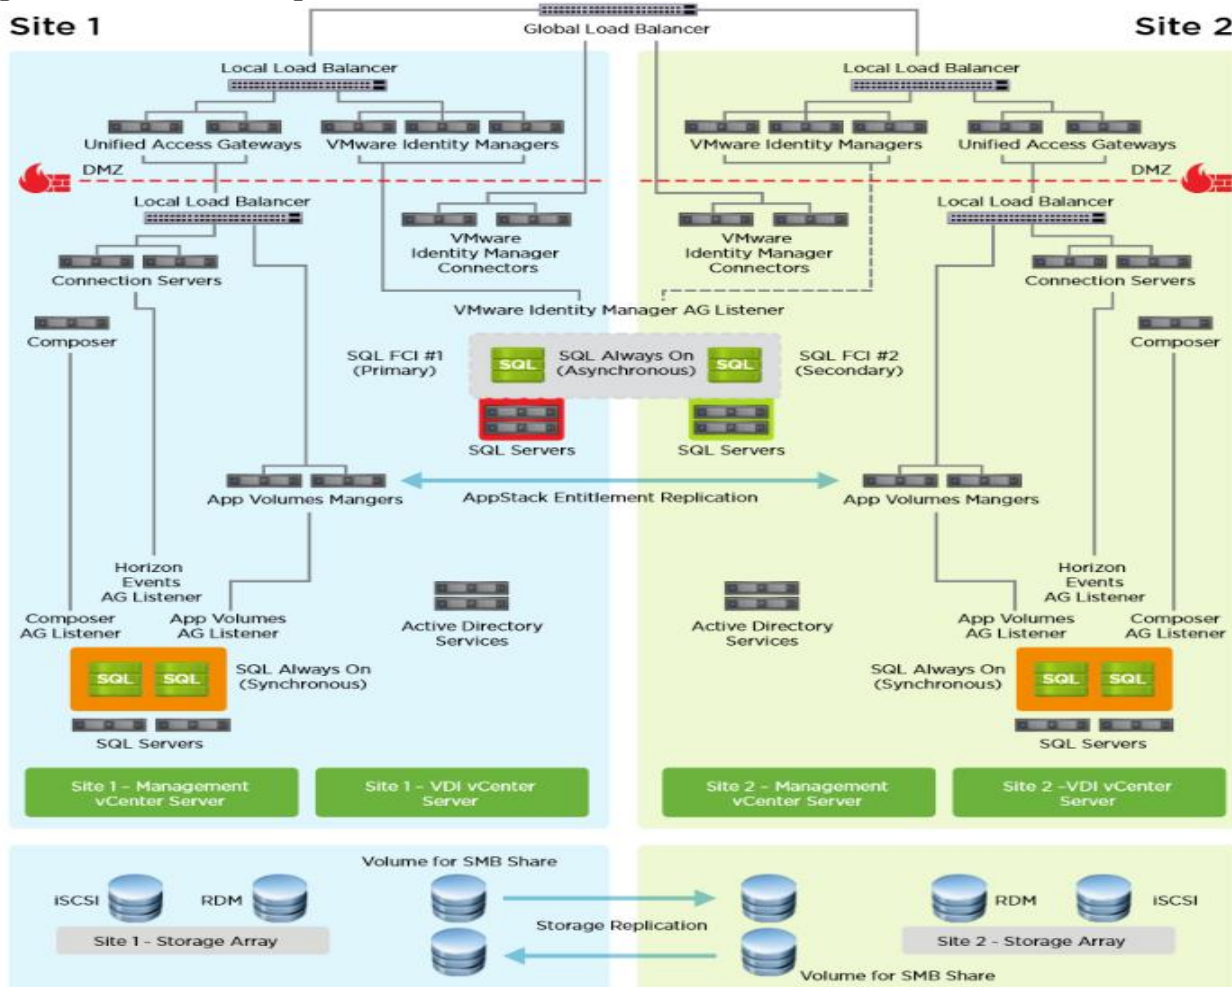 Site 1
Global Load Balancer
Site 2
Local Load Balancer
Local Load Balancer
Unified Access Gateways
VMware Identity Managers
VMware Identity Managers
Unified Access Gateways
DMZ
DMZ
Local Load Balancer
Local Load Balancer
VMware
Identity Manager
Connectors
VMware
Identity Manager
Connectors
Connection Servers
Connection Servers
VMware Identity Manager AG Listener
Composer
Composer
SQL FCI #1
(Primary)
SQL
SQL Always On
(Asynchronous)
SQL
SQL FCI #2
(Secondary)
SQL Servers
SQL Servers
App Volumes Mangers
AppStack Entitlement Replication
App Volumes Mangers
Horizon
Events
AG Listener
Horizon
Events
AG Listener
Composer
AG Listener
App Volumes
AG Listener
Active Directory
Services
Active Directory
Services
App Volumes
AG Listener
Composer
AG Listener
SQL
SQL
SQL Always On
(Synchronous)
SQL Always On
(Synchronous)
SQL
SQL
SQL Servers
SQL Servers
Site 1 - Management
vCenter Server
Site 1 - VDI vCenter
Server
Site 2 - Management
vCenter Server
Site 2 -VDI vCenter
Server
Volume for SMB Share
iSCSI
RDM
RDM
iSCSI
Storage Replication
Site 1 - Storage Array
Site 2 - Storage Array
Volume for SMB Share